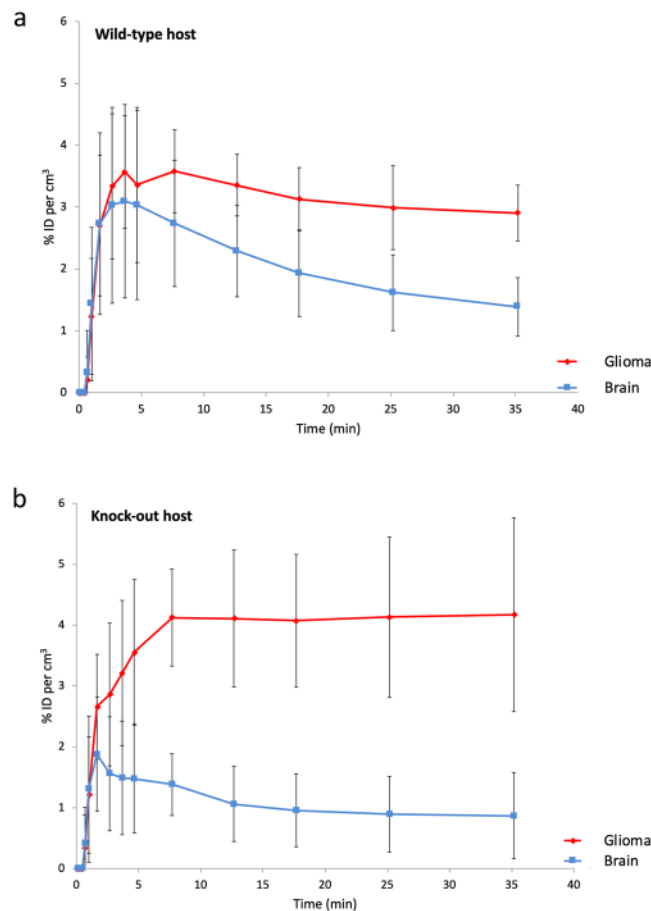 a
Wild-type host
6
5
4
3
2
1
0
% ID per cm³
0 5 10 15 20 25 30 35 40
Time (min)
Glioma
Brain
b
Knock-out host
6
5
4
3
2
1
0
% ID per cm³
0 5 10 15 20 25 30 35 40
Time (min)
Glioma
Brain